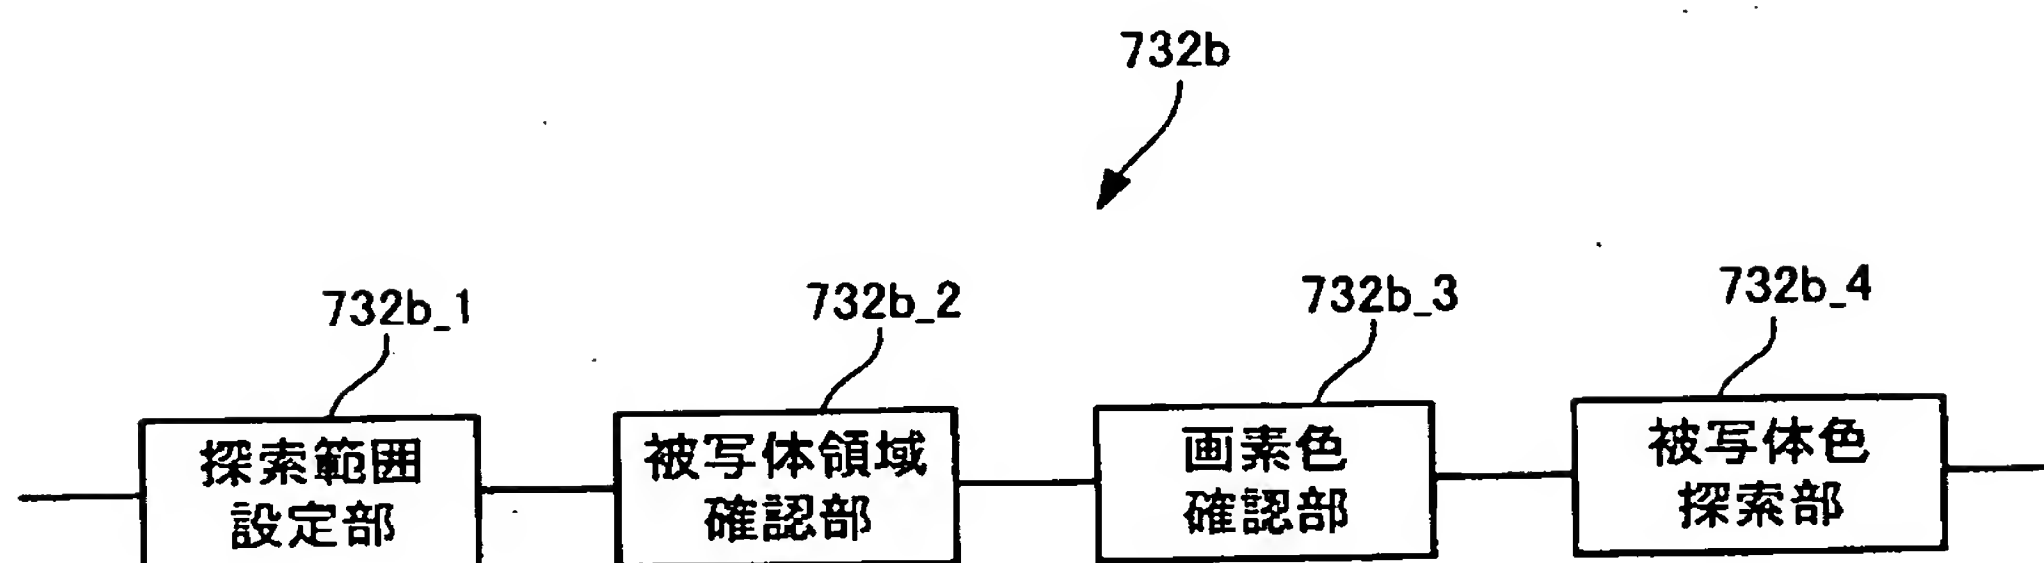 732b
732b_1
732b_2
732b_3
732b_4
探索範囲
設定部
被写体領域
確認部
画素色
確認部
被写体色
探索部